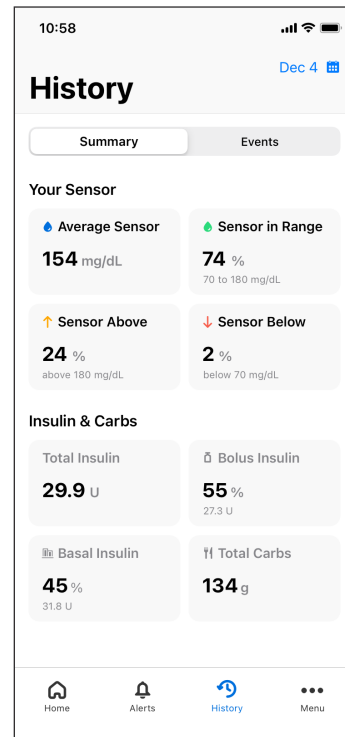 10:58
Dec 4
History
Summary
Events
Your Sensor
Average Sensor
154 mg/dL
Sensor in Range
74 %
70 to 180 mg/dL
Sensor Above
24 %
above 180 mg/dL
Sensor Below
2 %
below 70 mg/dL
Insulin & Carbs
Total Insulin
29.9 U
Bolus Insulin
55 %
27.3 U
Basal Insulin
45 %
31.8 U
Total Carbs
134 g
Home
Alerts
History
Menu